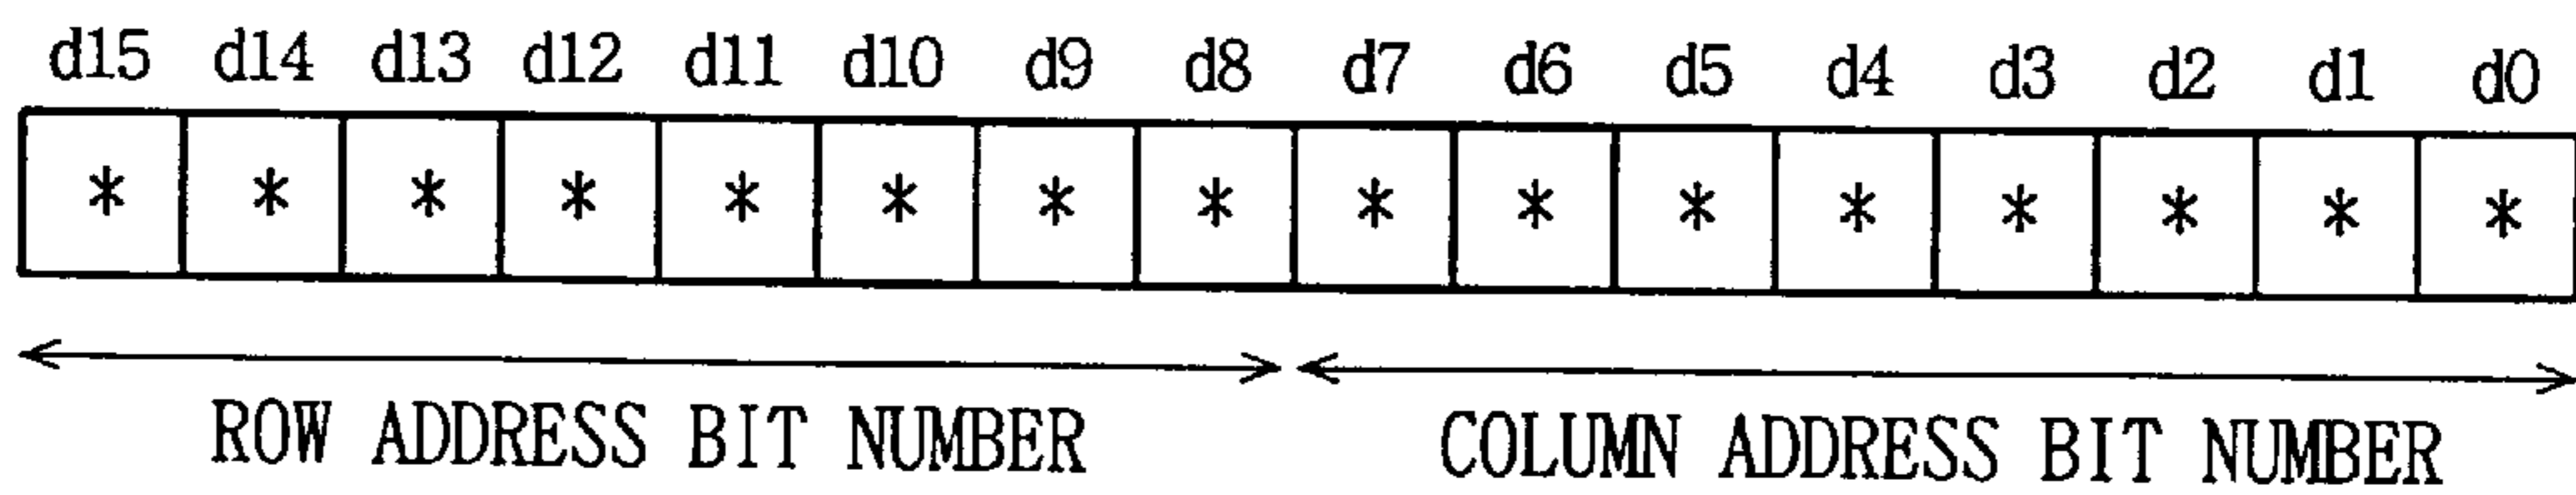 d15 d14 d13 d12 d11 d10 d9 d8 d7 d6 d5 d4 d3 d2 d1 d0
* * * * * * * * * * * * * * * *
ROW ADDRESS BIT NUMBER COLUMN ADDRESS BIT NUMBER